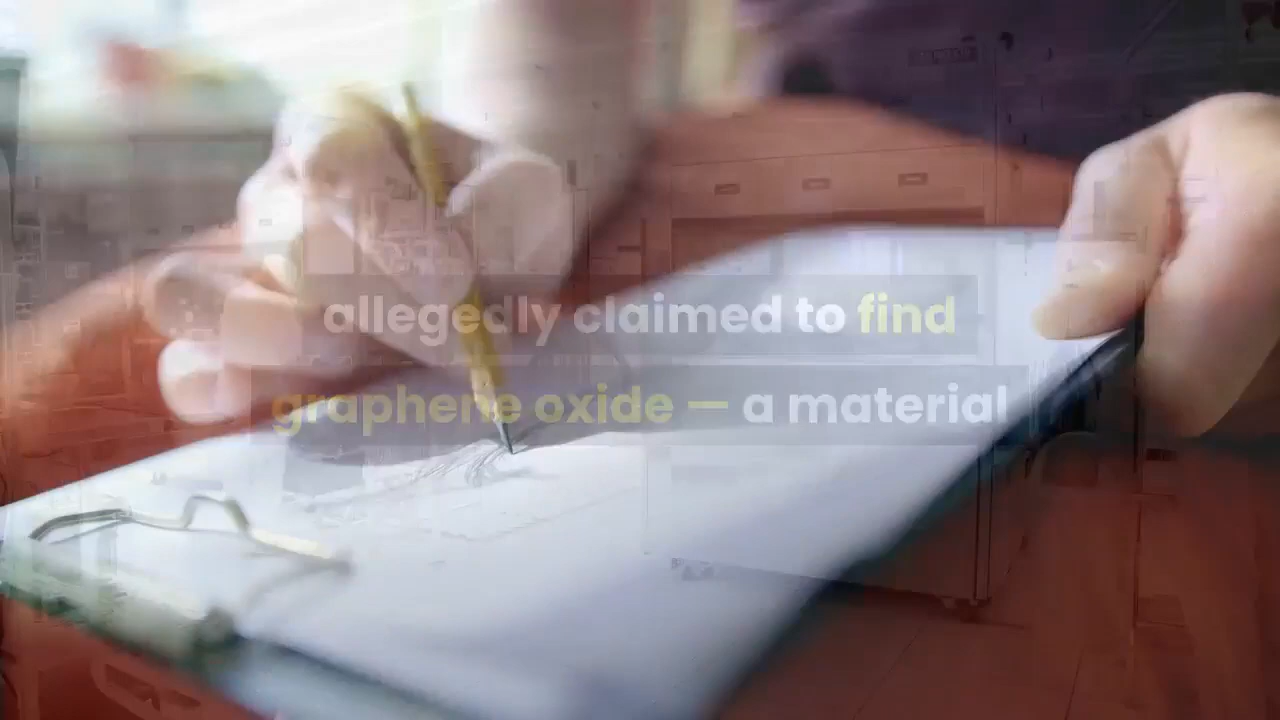 allegedly claimed to find
graphene oxide — a material